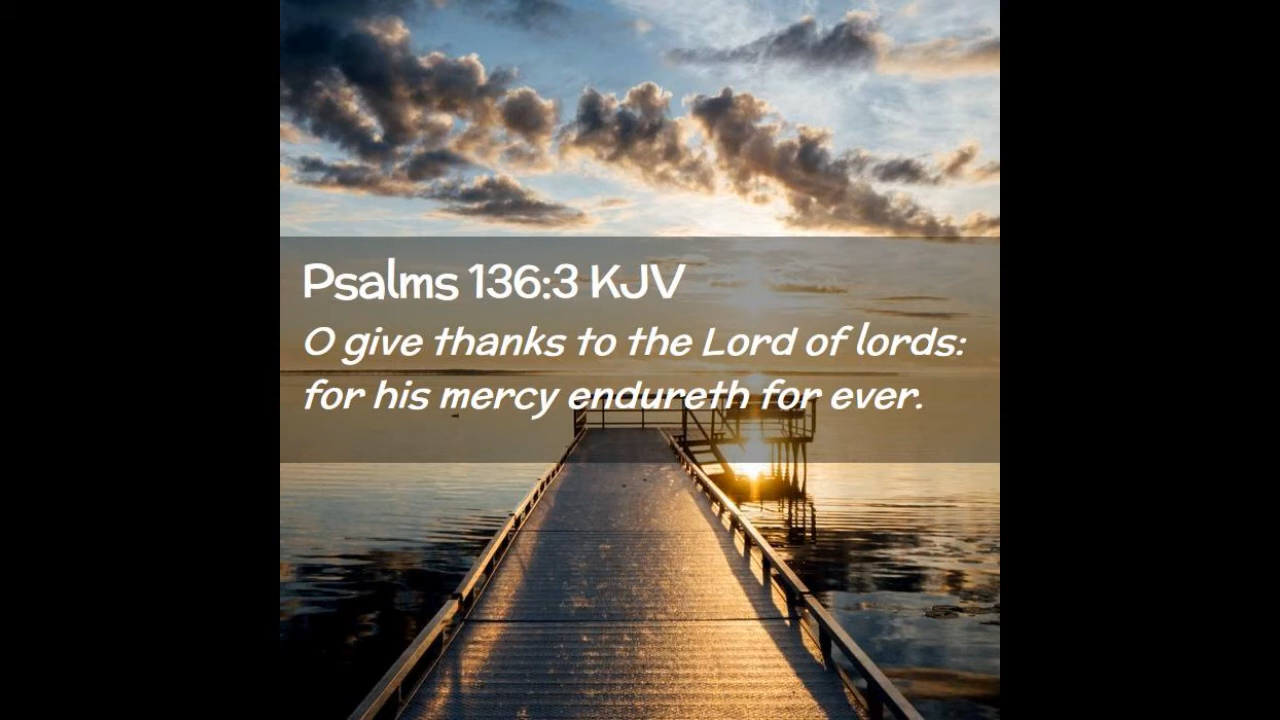 Psalms 136:3 KJV
O give thanks to the Lord of lords:
for his mercy endureth for ever.